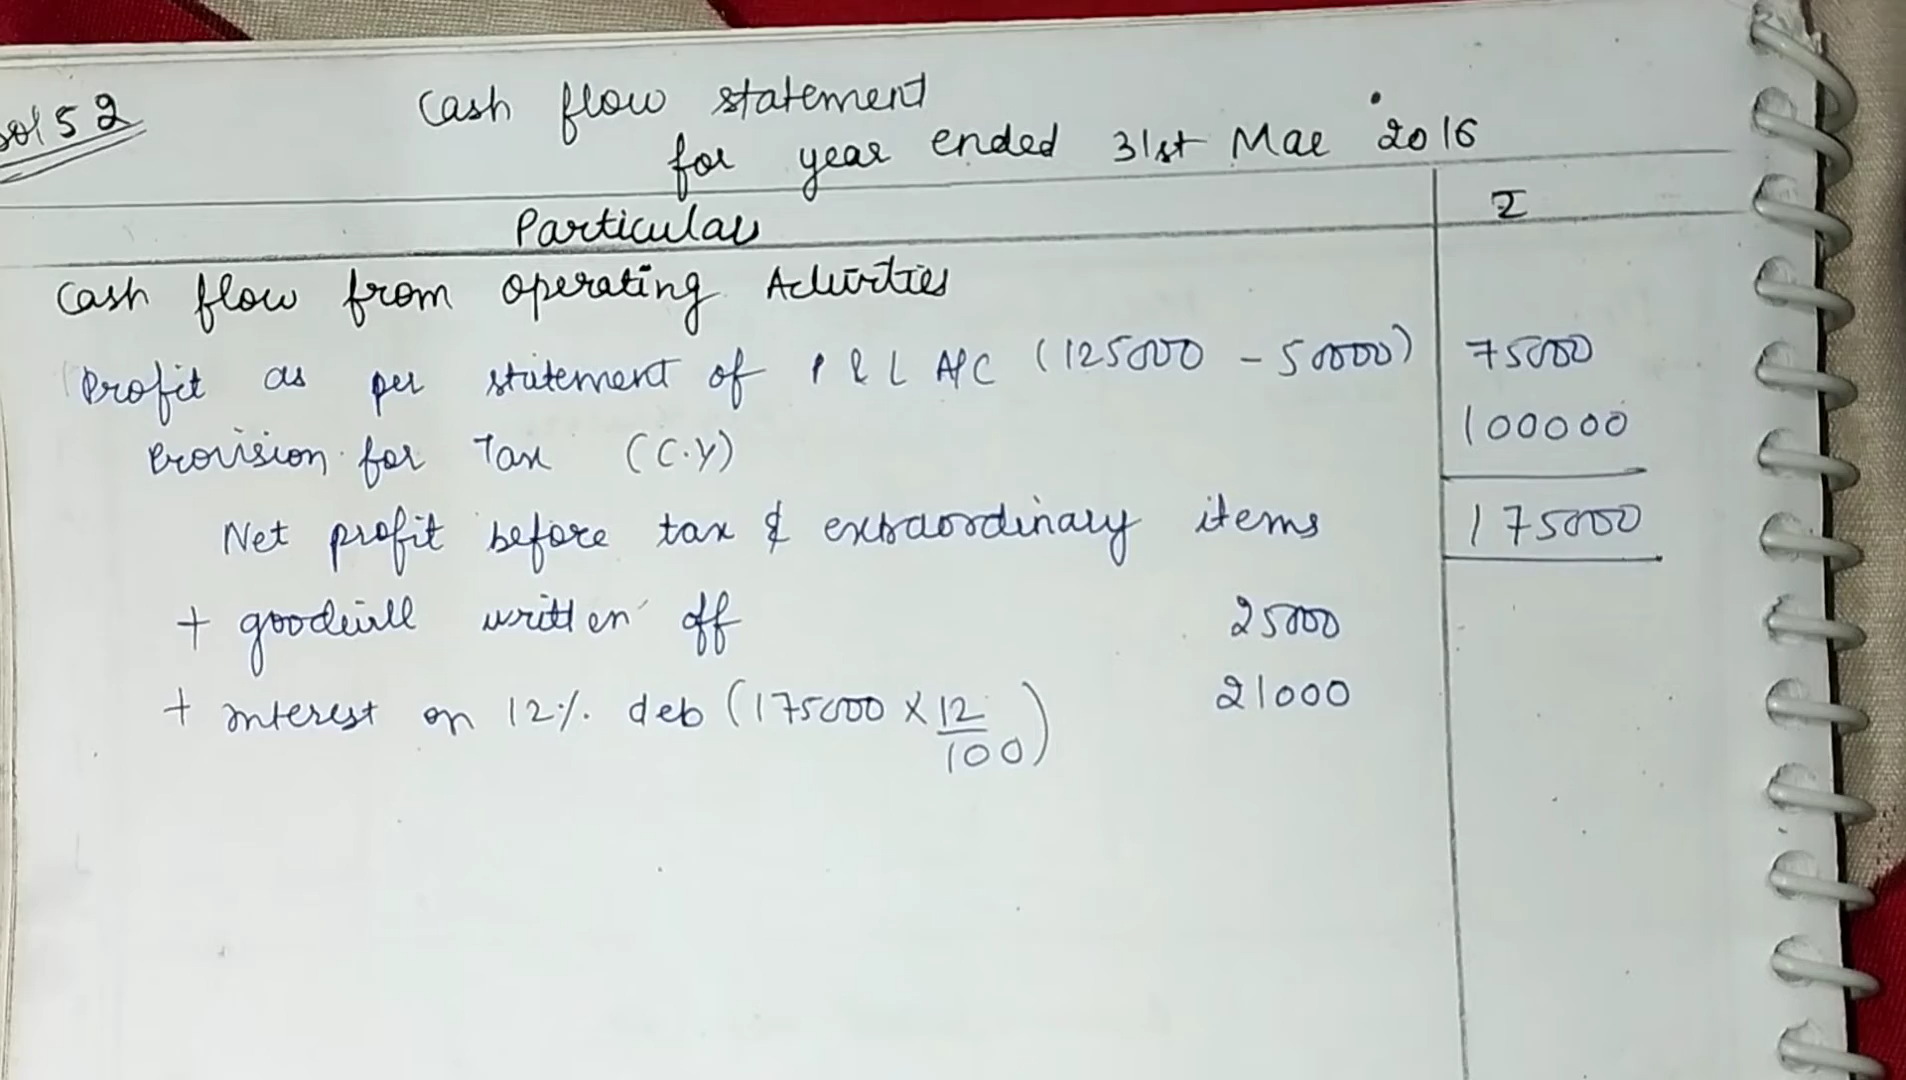 Sol 52
Cash flow statement
for year ended 31st Mar 2016
Particulars ₹
Cash flow from operating Activities
Profit as per statement of P & L A/C (125000 - 50000) 75000
Provision for Tax (C.Y) 100000
Net profit before tax & extraordinary items 175000
+ goodwill written off 25000
+ Interest on 12% deb (175000 x 12/100) 21000